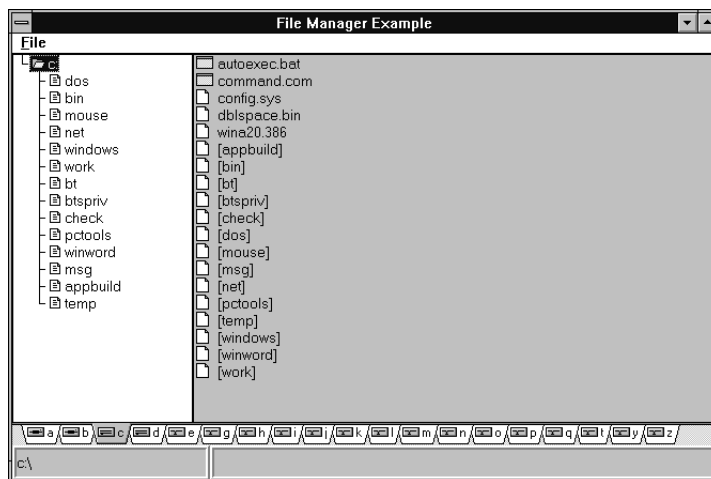 File Manager Example
File
c:
dos
bin
mouse
net
windows
work
bt
btspriv
check
pctools
winword
msg
appbuild
temp
autoexec.bat
command.com
config.sys
dblspace.bin
wina20.386
[appbuild]
[bin]
[bt]
[btspriv]
[check]
[dos]
[mouse]
[msg]
[net]
[pctools]
[temp]
[windows]
[winword]
[work]
a b c d e g h i j k l m n o p q t y z
c:\